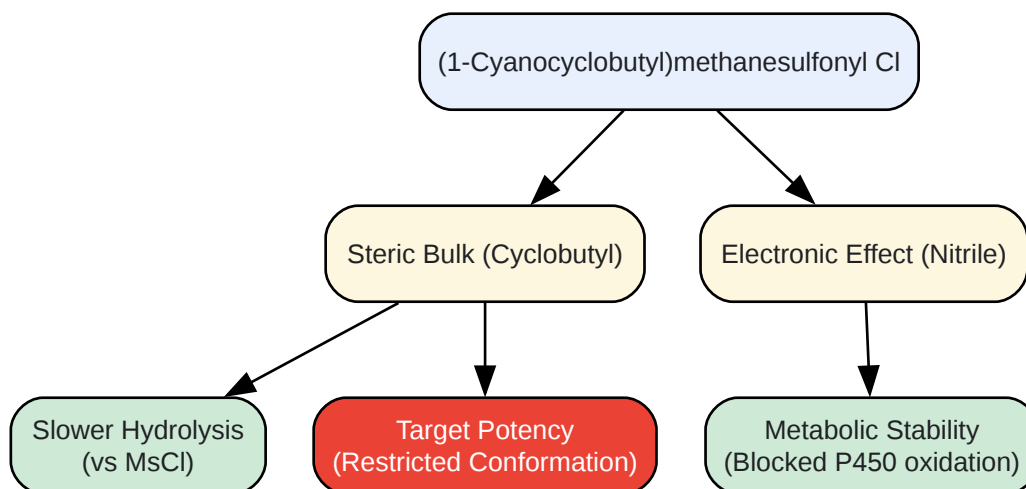 (1-Cyanocyclobutyl)methanesulfonyl Cl
Steric Bulk (Cyclobutyl)
Electronic Effect (Nitrile)
Slower Hydrolysis
(vs MsCl)
Target Potency
(Restricted Conformation)
Metabolic Stability
(Blocked P450 oxidation)